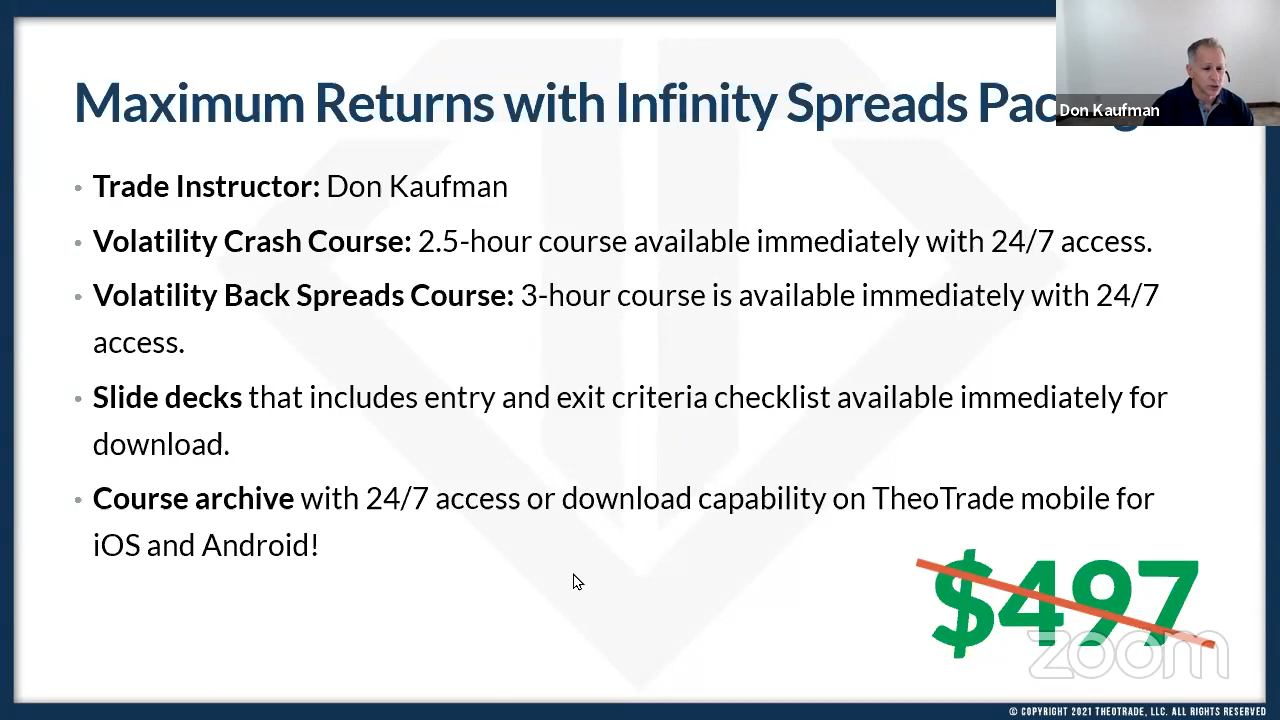 Maximum Returns with Infinity Spreads
Don Kaufman
• Trade Instructor: Don Kaufman
• Volatility Crash Course: 2.5-hour course available immediately with 24/7 access.
• Volatility Back Spreads Course: 3-hour course is available immediately with 24/7
access.
• Slide decks that includes entry and exit criteria checklist available immediately for
download.
• Course archive with 24/7 access or download capability on TheoTrade mobile for
iOS and Android!
$497
zoom
© COPYRIGHT 2021 THEOTRADE, LLC. ALL RIGHTS RESERVED